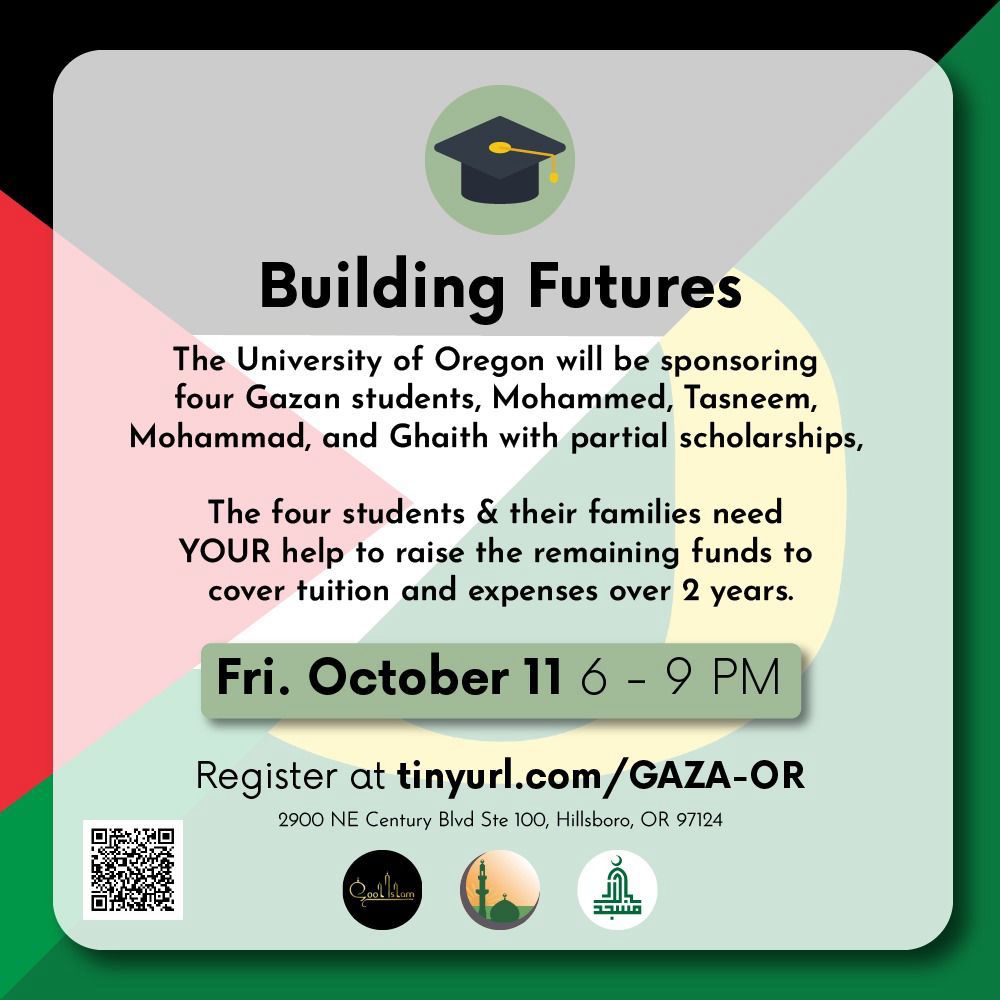 Building Futures
The University of Oregon will be sponsoring
four Gazan students, Mohammed, Tasneem,
Mohammad, and Ghaith with partial scholarships,
The four students & their families need
YOUR help to raise the remaining funds to
cover tuition and expenses over 2 years.
Fri. October 11 6 – 9 PM
Register at tinyurl.com/GAZA-OR
2900 NE Century Blvd Ste 100, Hillsboro, OR 97124
Qool Islam
مسجد